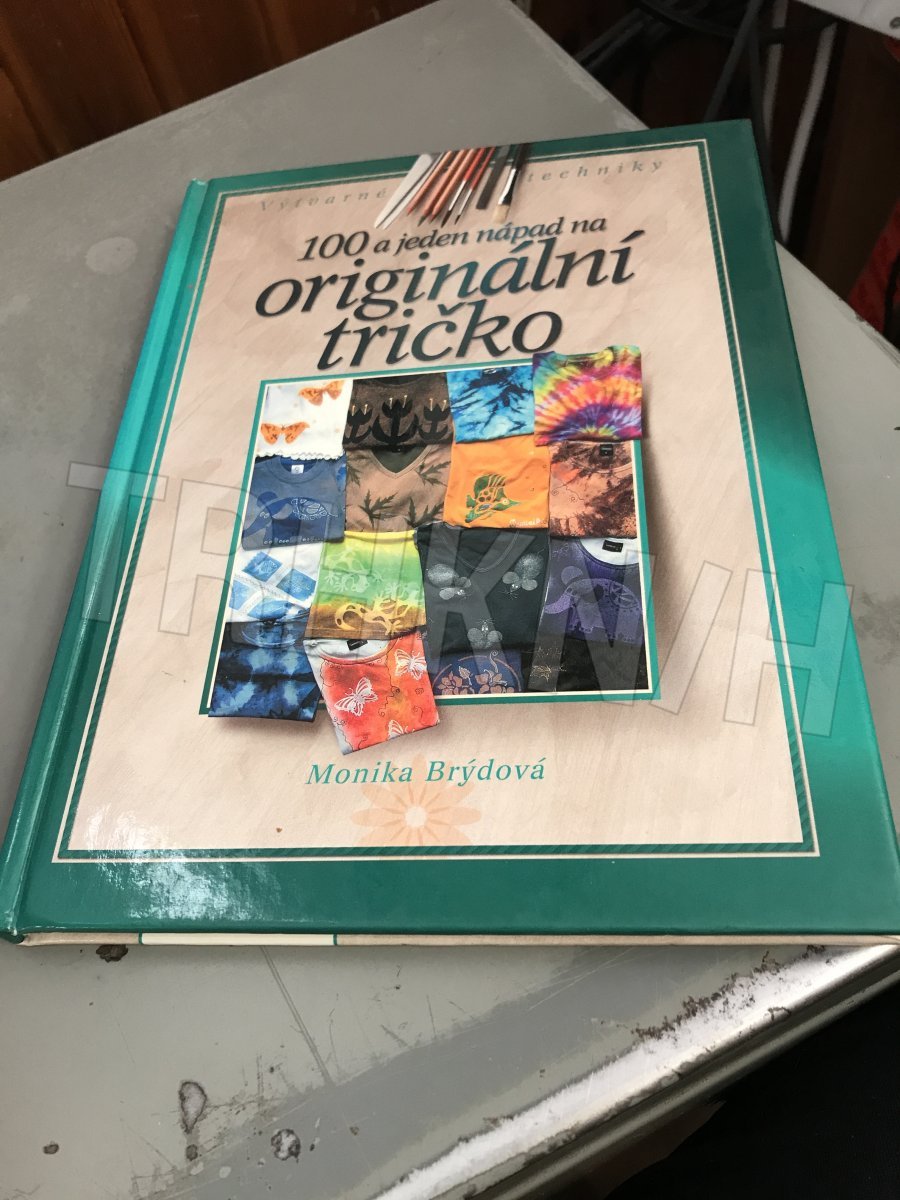 Výtvarné techniky
100 a jeden nápad na
originální
tričko
Monika Brýdová